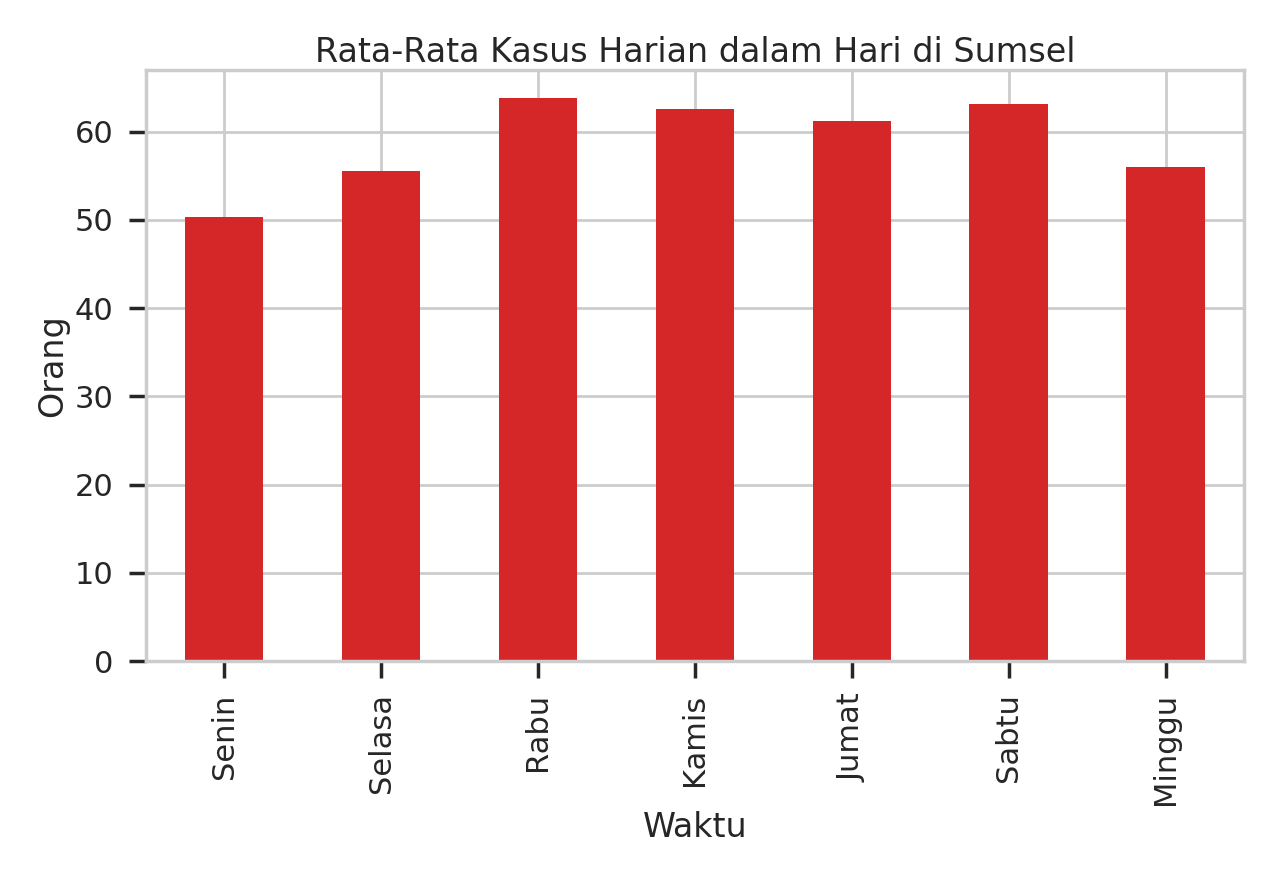 Rata-Rata Kasus Harian dalam Hari di Sumsel
Orang
60
50
40
30
20
10
0
Senin
Selasa
Rabu
Kamis
Jumat
Sabtu
Minggu
Waktu